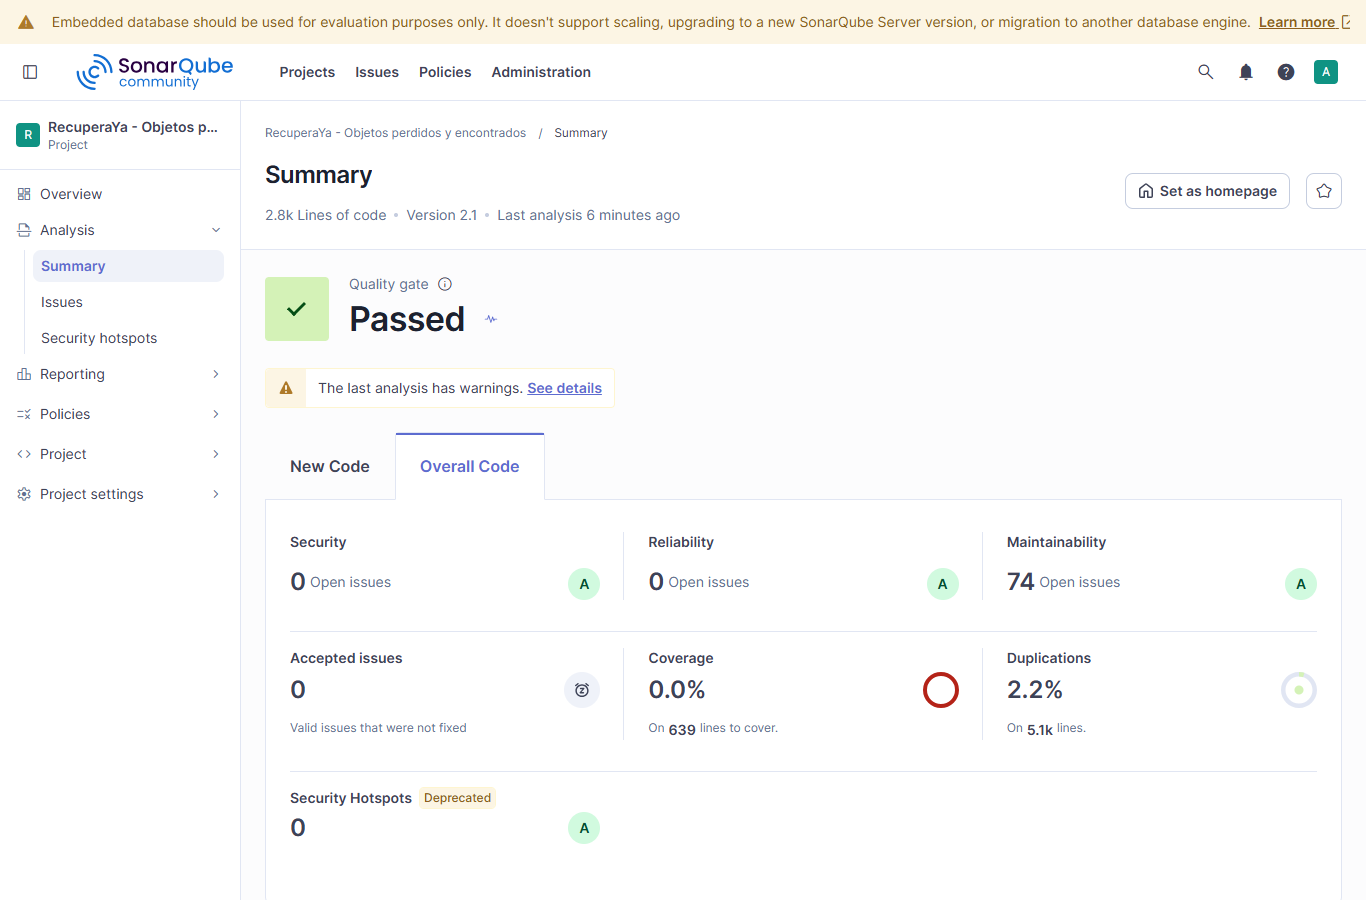 Embedded database should be used for evaluation purposes only. It doesn't support scaling, upgrading to a new SonarQube Server version, or migration to another database engine. Learn more
SonarQube community
Projects Issues Policies Administration
A
R
RecuperaYa - Objetos p...
Project
RecuperaYa - Objetos perdidos y encontrados / Summary
Summary
Set as homepage
2.8k Lines of code • Version 2.1 • Last analysis 6 minutes ago
Overview
Analysis
Summary
Issues
Security hotspots
Reporting
Policies
Project
Project settings
Quality gate
Passed
The last analysis has warnings. See details
New Code Overall Code
Security Reliability Maintainability
0 Open issues A 0 Open issues A 74 Open issues A
Accepted issues Coverage Duplications
0 0.0% 2.2%
Valid issues that were not fixed On 639 lines to cover. On 5.1k lines.
Security Hotspots Deprecated
0 A